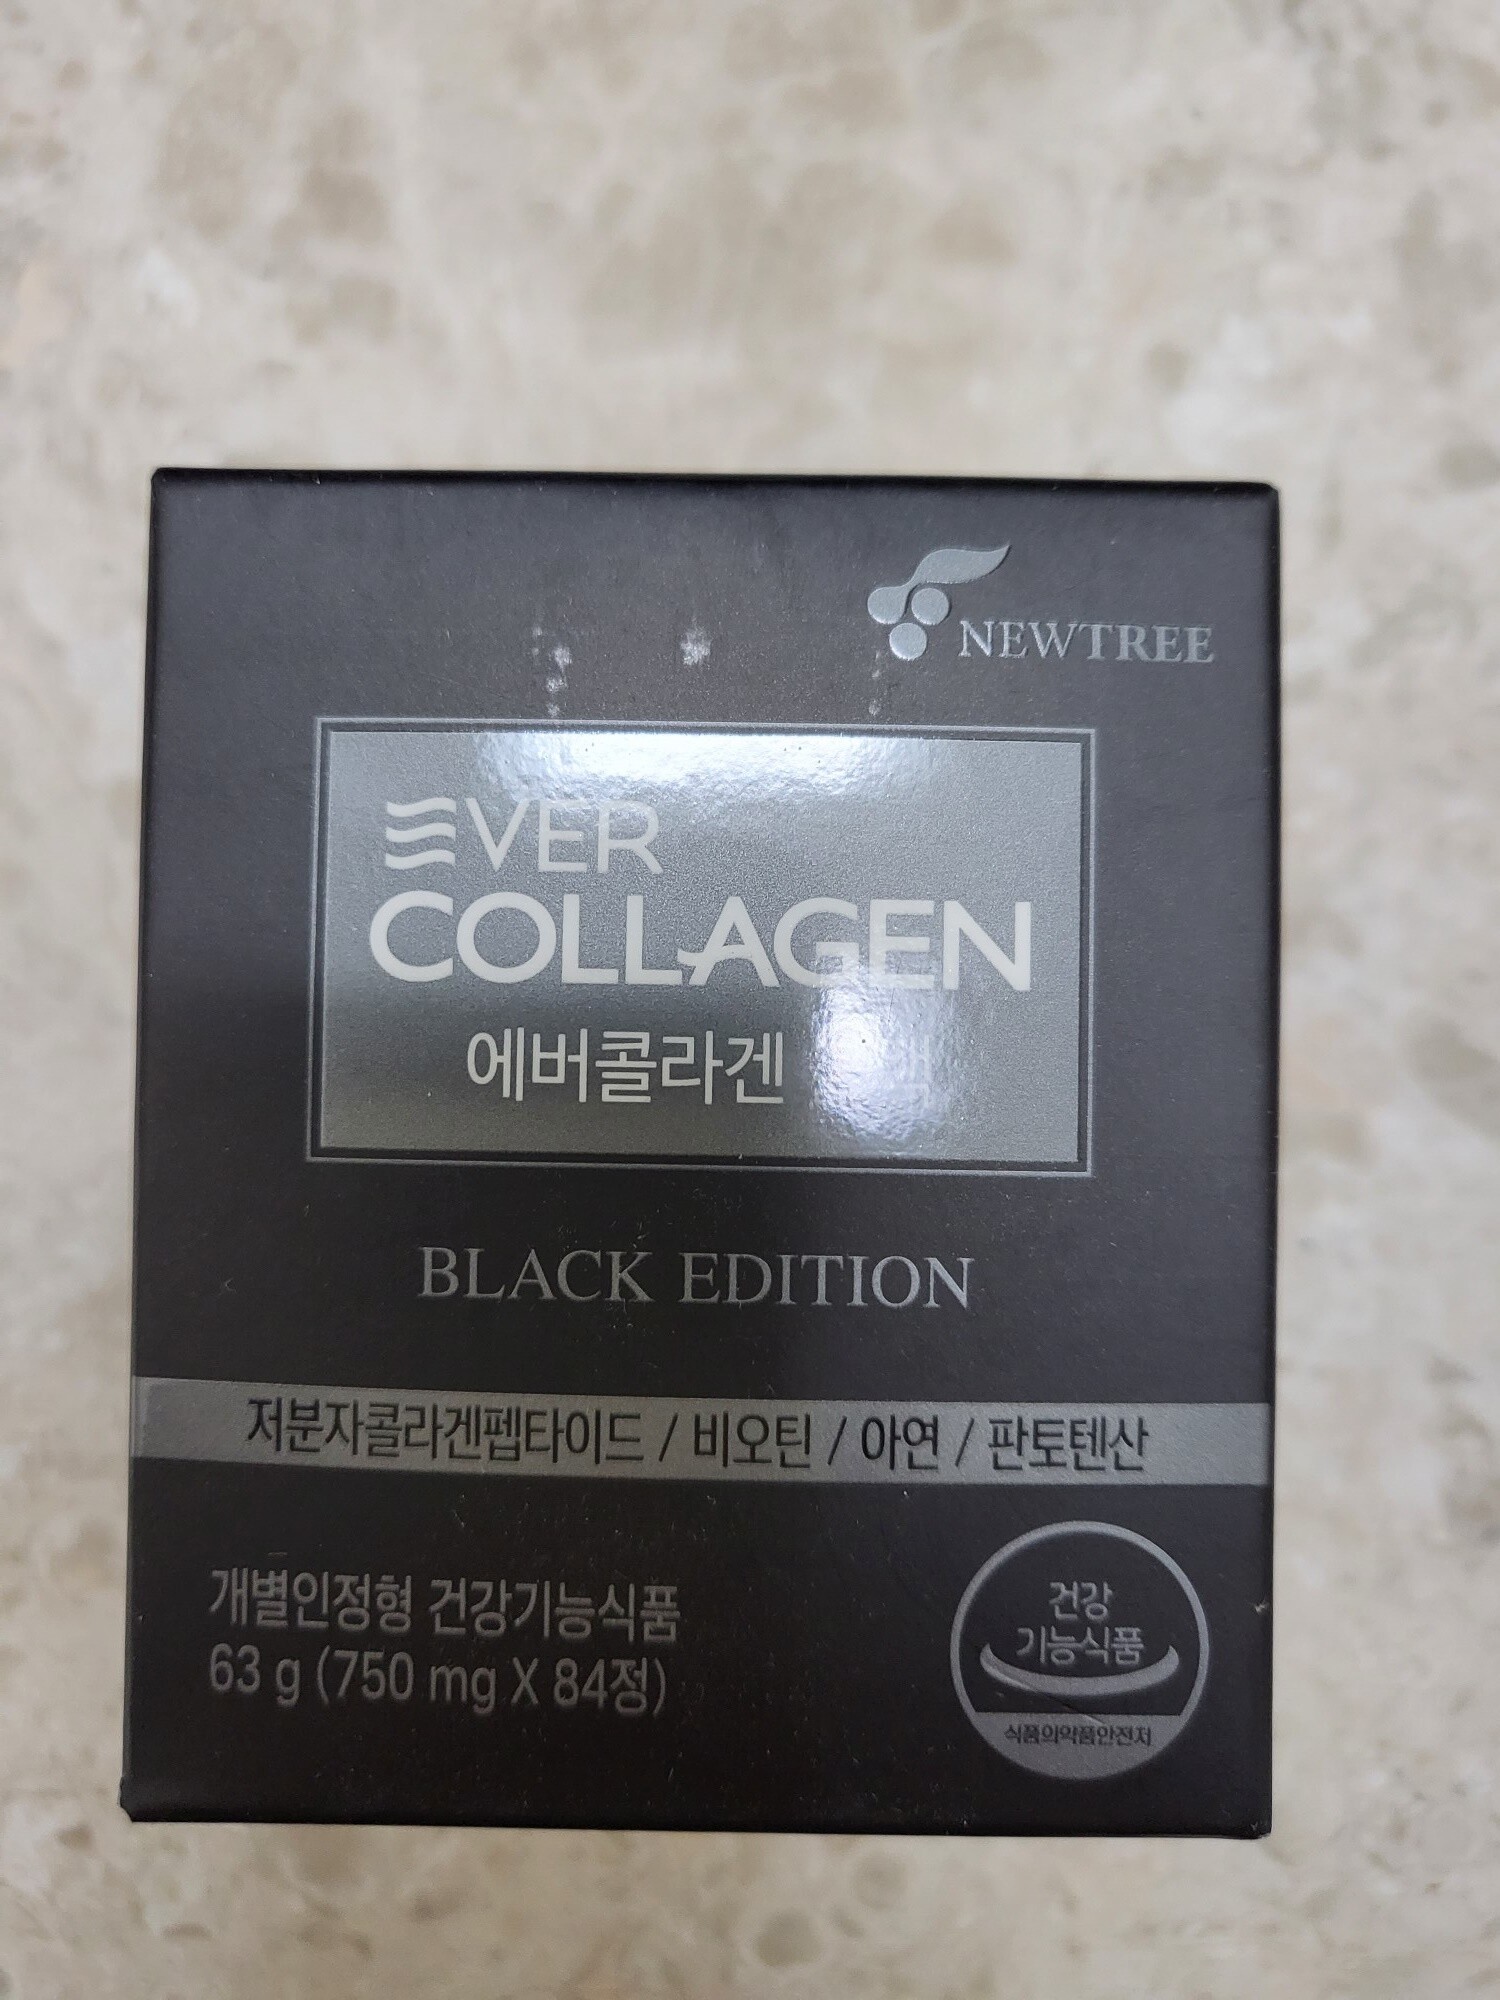 NEWTREE
EVER
COLLAGEN
에버콜라겐
BLACK EDITION
저분자콜라겐펩타이드 / 비오틴 / 아연 / 판토텐산
개별인정형 건강기능식품
63 g (750 mg X 84정)
건강
기능식품
식품의약품안전처